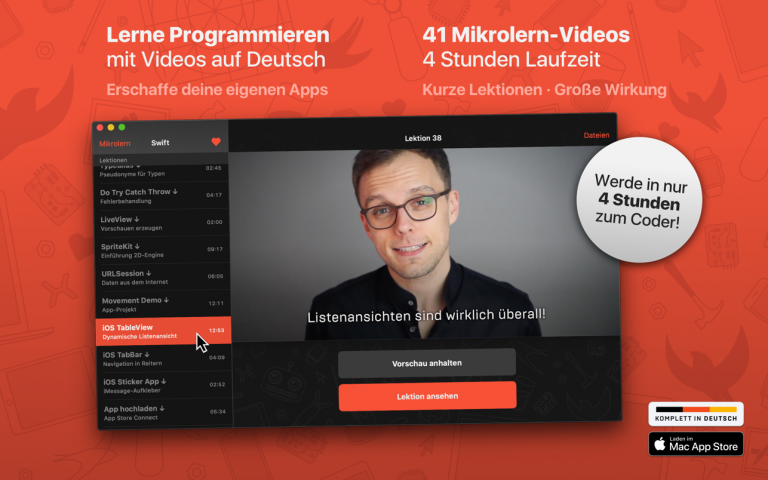 Lerne Programmieren
mit Videos auf Deutsch
Erschaffe deine eigenen Apps
41 Mikrolern-Videos
4 Stunden Laufzeit
Kurze Lektionen · Große Wirkung
Mikrolern
Swift
Lektion 38
Dateien
Lektionen
Pseudonyme für Typen
02:45
Do Try Catch Throw ↓
Fehlerbehandlung
04:17
LiveView ↓
Vorschauen erzeugen
02:00
SpriteKit ↓
Einführung 2D-Engine
09:17
URLSession ↓
Daten aus dem Internet
06:05
Movement Demo ↓
App-Projekt
12:11
iOS TableView
Dynamische Listenansicht
12:53
iOS TabBar ↓
Navigation in Reitern
04:09
iOS Sticker App ↓
iMessage-Aufkleber
02:52
App hochladen ↓
App Store Connect
05:34
Listenansichten sind wirklich überall!
Vorschau anhalten
Lektion ansehen
Werde in nur
4 Stunden
zum Coder!
KOMPLETT IN DEUTSCH
Laden im
Mac App Store